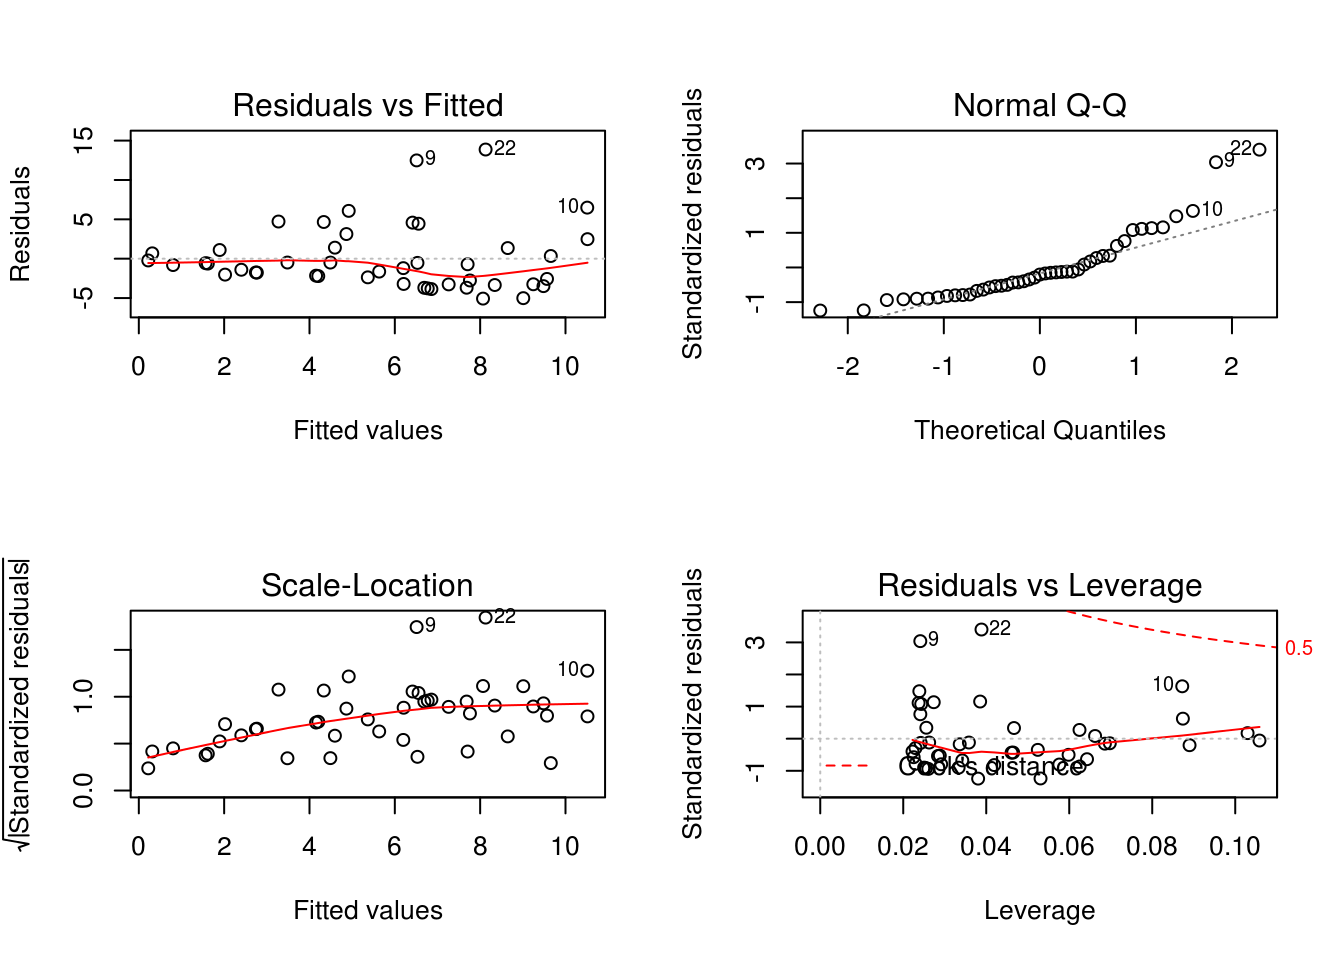 Residuals vs Fitted
Residuals
15
5
-5
9
22
10
0 2 4 6 8 10
Fitted values
Normal Q-Q
Standardized residuals
3
1
-1
22
9
10
-2 -1 0 1 2
Theoretical Quantiles
Scale-Location
√|Standardized residuals|
1.0
0.0
9
22
10
0 2 4 6 8 10
Fitted values
Residuals vs Leverage
Standardized residuals
3
1
-1
9
22
10
0.5
Cook's distance
0.00 0.02 0.04 0.06 0.08 0.10
Leverage